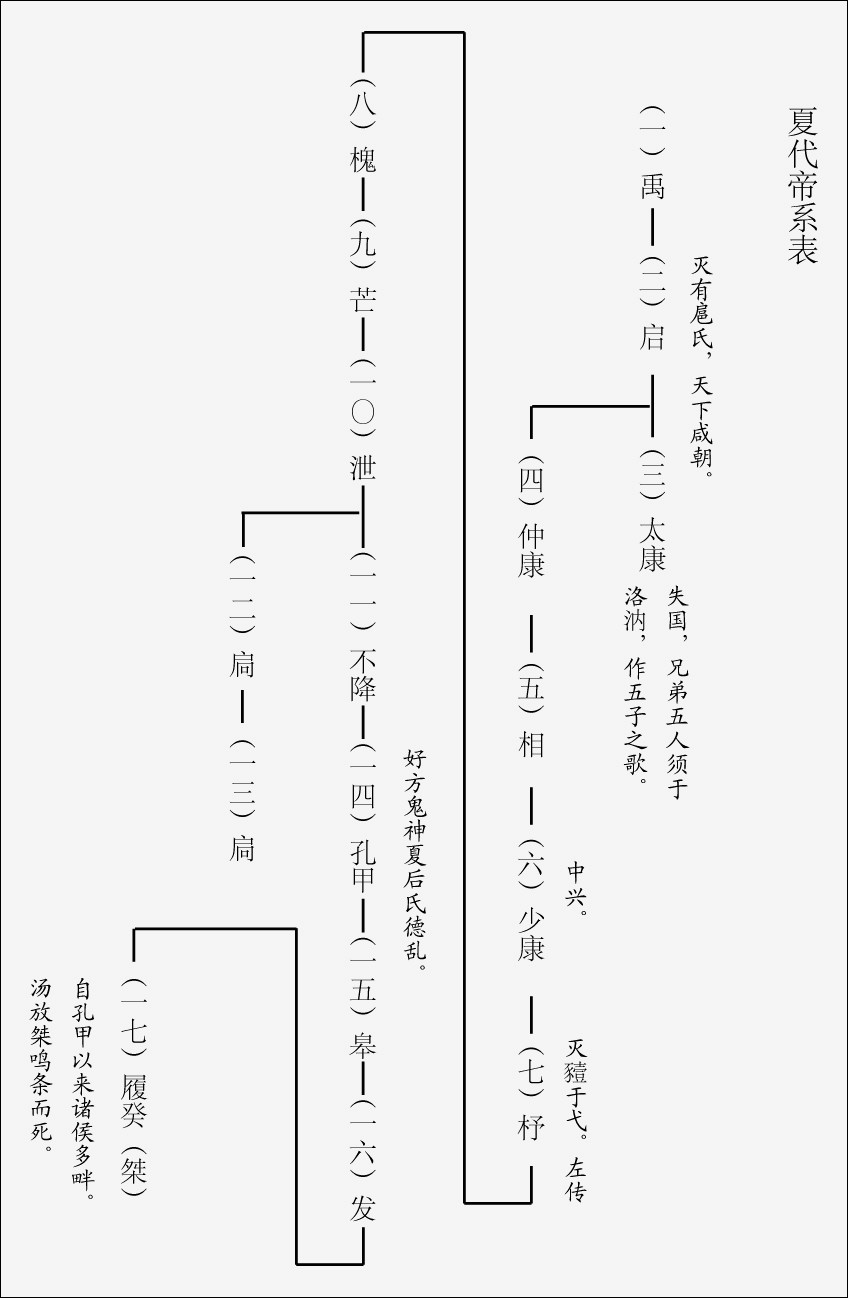 夏代帝系表
灭有扈氏，天下咸朝。
（一）禹
（二）启
（三）太康
失国，兄弟五人须于
洛汭，作五子之歌。
（四）仲康
（五）相
（六）少康
中兴。
（七）杼
灭豷于弋。左传
（八）槐
（九）芒
（一〇）泄
（一一）不降
（一四）孔甲
好方鬼神夏后氏德乱。
（一五）皋
（一六）发
（一二）扃
（一三）扃
（一七）履癸（桀）
自孔甲以来诸侯多畔。
汤放桀鸣条而死。